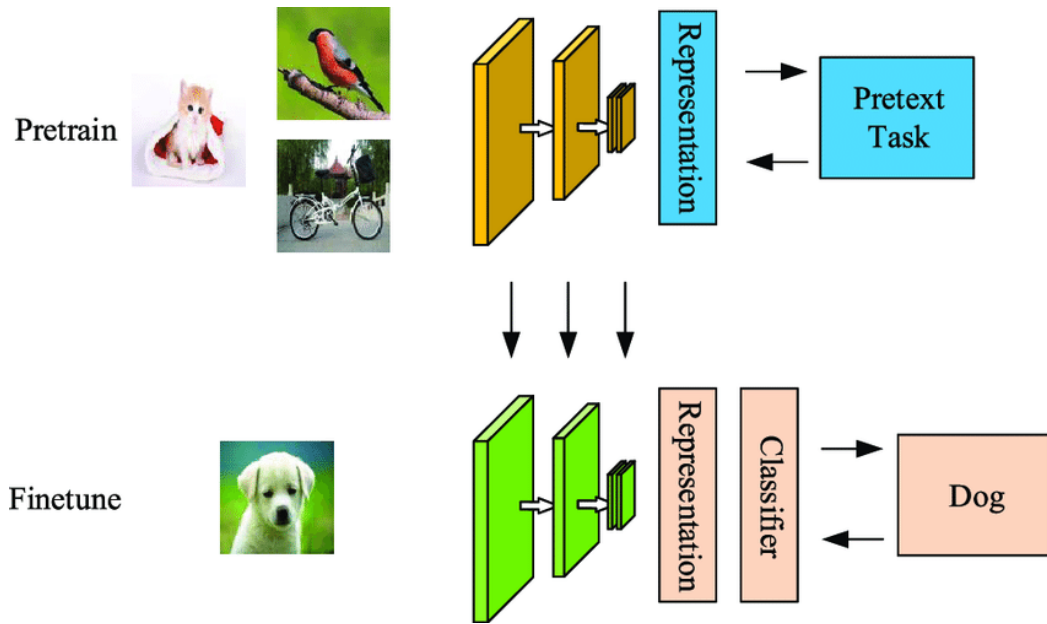 Pretrain
Representation
Pretext
Task
Finetune
Representation
Classifier
Dog